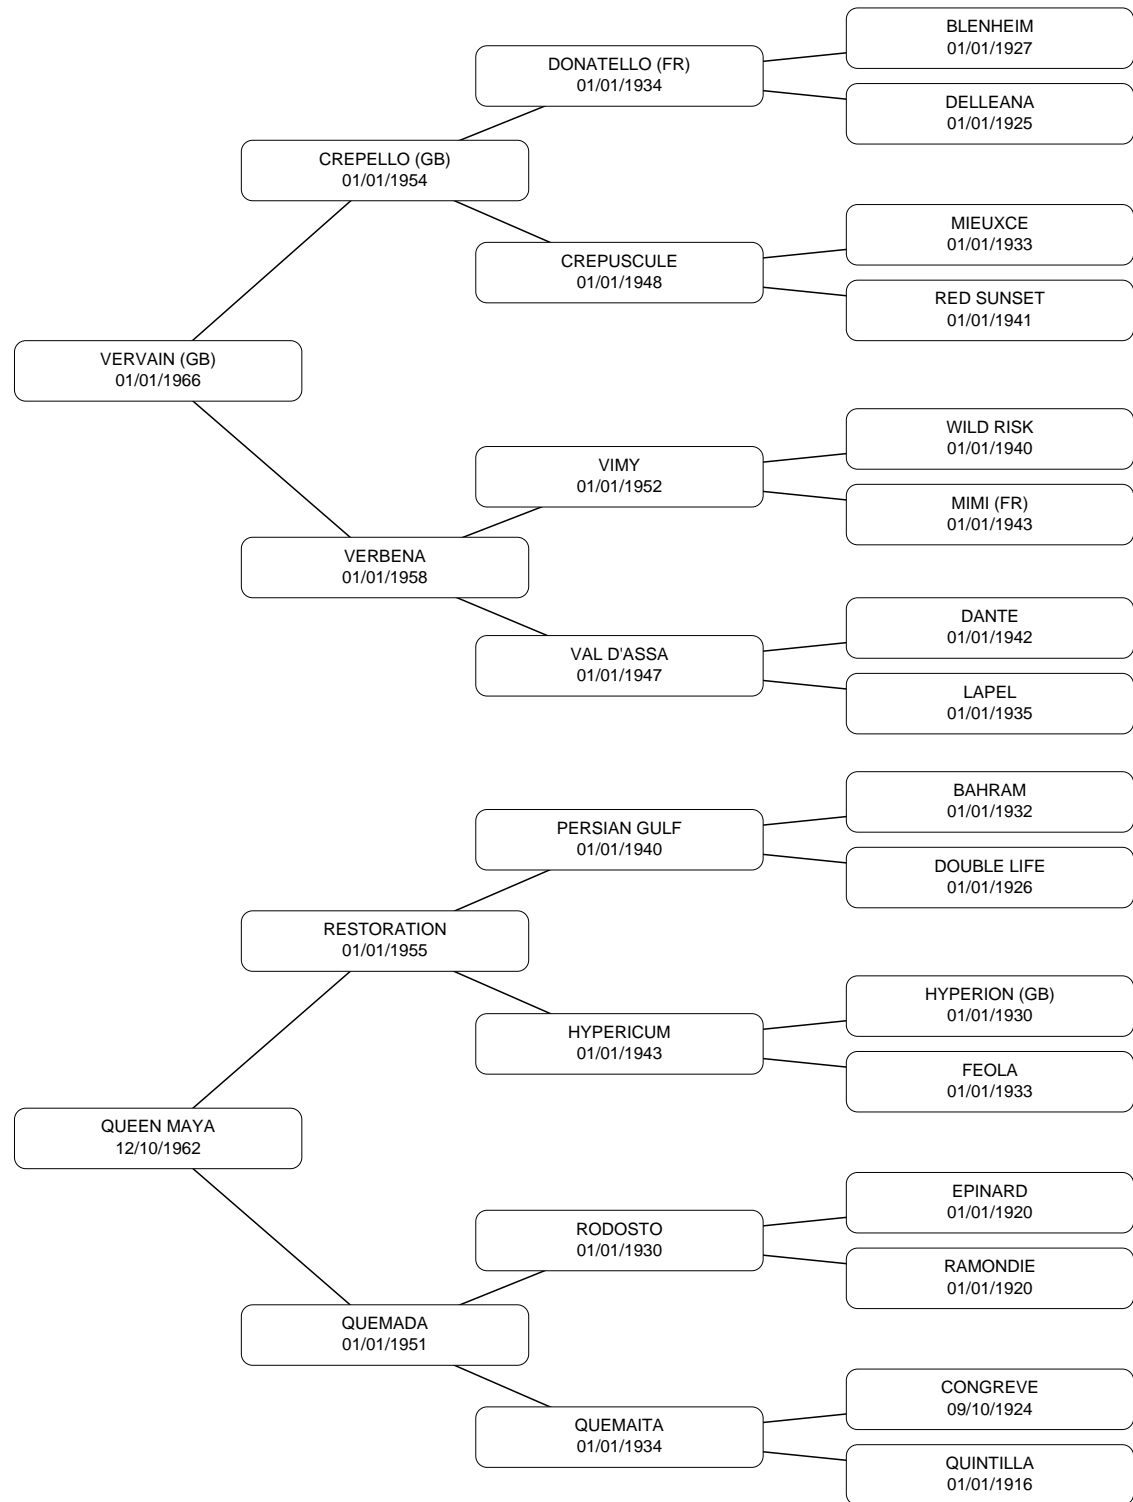 BLENHEIM
01/01/1927
DONATELLO (FR)
01/01/1934
DELLEANA
01/01/1925
CREPELLO (GB)
01/01/1954
MIEUXCE
01/01/1933
CREPUSCULE
01/01/1948
RED SUNSET
01/01/1941
VERVAIN (GB)
01/01/1966
WILD RISK
01/01/1940
VIMY
01/01/1952
MIMI (FR)
01/01/1943
VERBENA
01/01/1958
DANTE
01/01/1942
VAL D'ASSA
01/01/1947
LAPEL
01/01/1935
BAHRAM
01/01/1932
PERSIAN GULF
01/01/1940
DOUBLE LIFE
01/01/1926
RESTORATION
01/01/1955
HYPERION (GB)
01/01/1930
HYPERICUM
01/01/1943
FEOLA
01/01/1933
QUEEN MAYA
12/10/1962
EPINARD
01/01/1920
RODOSTO
01/01/1930
RAMONDIE
01/01/1920
QUEMADA
01/01/1951
CONGREVE
09/10/1924
QUEMAITA
01/01/1934
QUINTILLA
01/01/1916